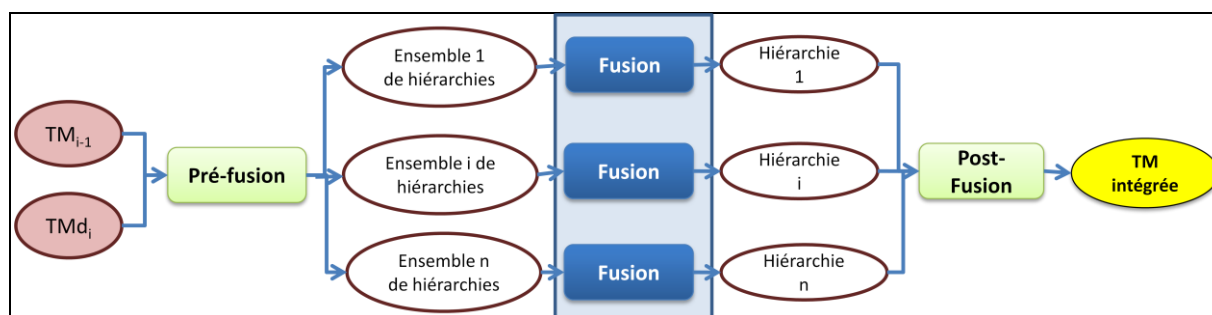 TMi-1
TMdi
Pré-fusion
Ensemble 1
de hiérarchies
Ensemble i de
hiérarchies
Ensemble n
de hiérarchies
Fusion
Fusion
Fusion
Hiérarchie
1
Hiérarchie
i
Hiérarchie
n
Post-
Fusion
TM
intégrée